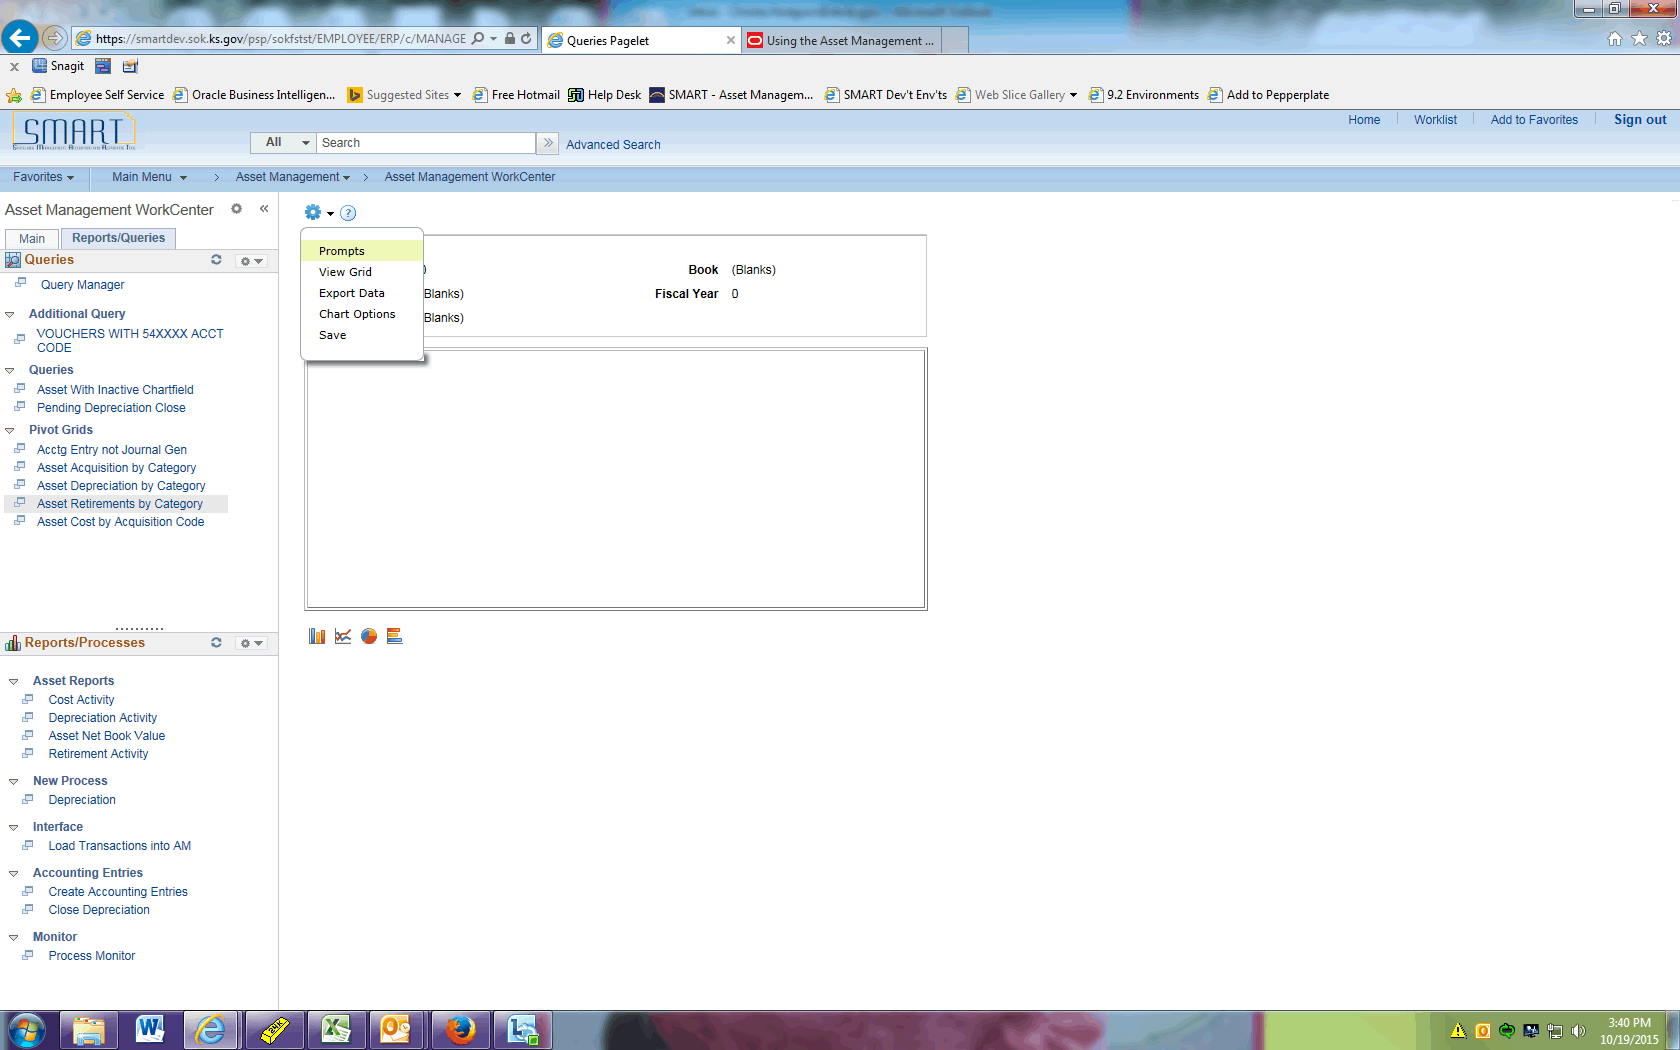 https://smartdev.sok.ks.gov/psp/sokfstst/EMPLOYEE/ERP/c/MANAGE
Queries Pagelet
Using the Asset Management ...
x Snagit
Employee Self Service
Oracle Business Intelligen...
Suggested Sites
Free Hotmail
Help Desk
SMART - Asset Managem...
SMART Dev't Env'ts
Web Slice Gallery
9.2 Environments
Add to Pepperplate
SMART
Home
Worklist
Add to Favorites
Sign out
All
Search
Advanced Search
Favorites
Main Menu
Asset Management
Asset Management WorkCenter
Asset Management WorkCenter
Main
Reports/Queries
Queries
Query Manager
Additional Query
VOUCHERS WITH 54XXXX ACCT
CODE
Queries
Asset With Inactive Chartfield
Pending Depreciation Close
Pivot Grids
Acctg Entry not Journal Gen
Asset Acquisition by Category
Asset Depreciation by Category
Asset Retirements by Category
Asset Cost by Acquisition Code
Reports/Processes
Asset Reports
Cost Activity
Depreciation Activity
Asset Net Book Value
Retirement Activity
New Process
Depreciation
Interface
Load Transactions into AM
Accounting Entries
Create Accounting Entries
Close Depreciation
Monitor
Process Monitor
Prompts
View Grid
Export Data
Chart Options
Save
)
Book (Blanks)
Blanks)
Fiscal Year 0
Blanks)
3:40 PM
10/19/2015